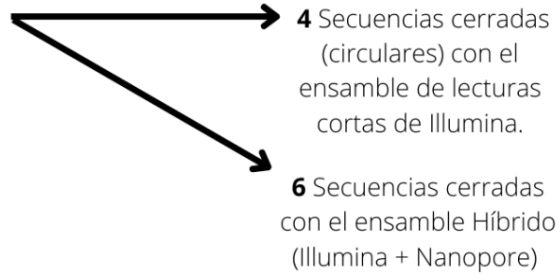 4 Secuencias cerradas
(circulares) con el
ensamble de lecturas
cortas de Illumina.
6 Secuencias cerradas
con el ensamble Híbrido
(Illumina + Nanopore)